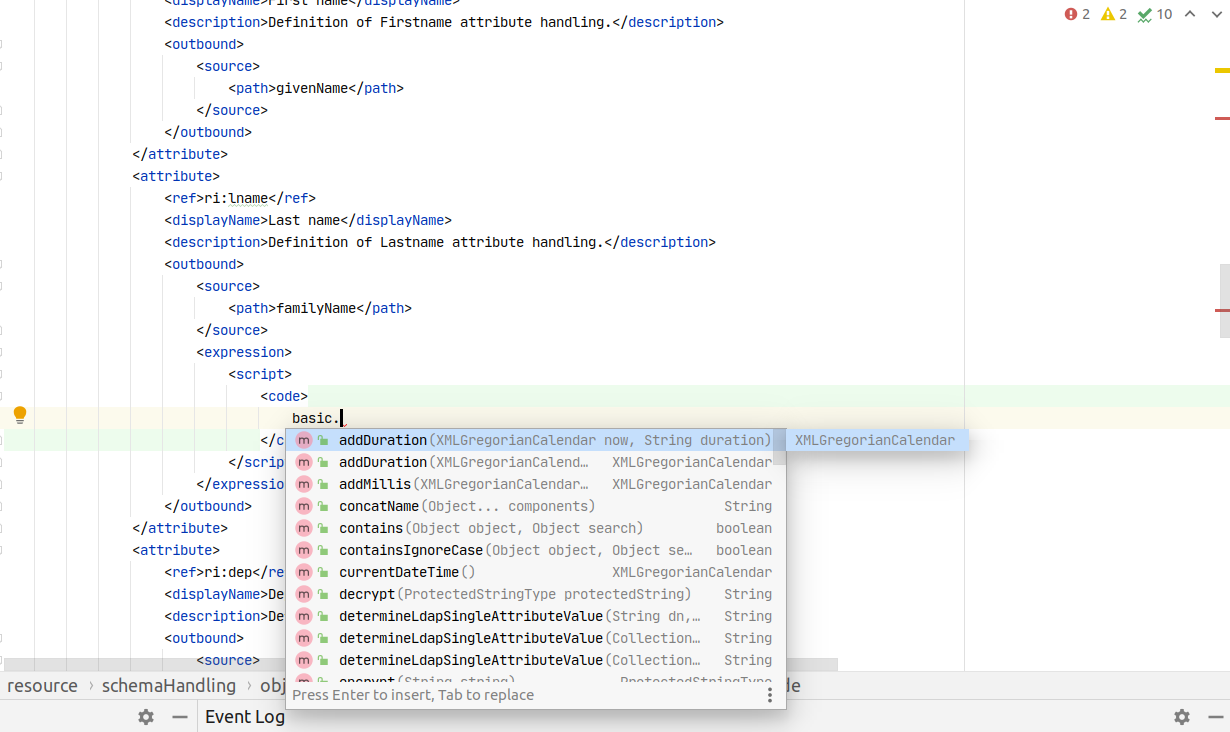 <displayName>First name</displayName>
2 2 10
<description>Definition of Firstname attribute handling.</description>
<outbound>
<source>
<path>givenName</path>
</source>
</outbound>
</attribute>
<attribute>
<ref>ri:lname</ref>
<displayName>Last name</displayName>
<description>Definition of Lastname attribute handling.</description>
<outbound>
<source>
<path>familyName</path>
</source>
<expression>
<script>
<code>
basic.
</c
m addDuration(XMLGregorianCalendar now, String duration) XMLGregorianCalendar
</scrip
m addDuration(XMLGregorianCalend… XMLGregorianCalendar
</expressio
m addMillis(XMLGregorianCalendar… XMLGregorianCalendar
</outbound>
m concatName(Object... components) String
</attribute>
m contains(Object object, Object search) boolean
<attribute>
m containsIgnoreCase(Object object, Object se… boolean
<ref>ri:dep</re
m currentDateTime() XMLGregorianCalendar
<displayName>De
m decrypt(ProtectedStringType protectedString) String
<description>De
m determineLdapSingleAttributeValue(String dn,… String
<outbound>
m determineLdapSingleAttributeValue(Collection… String
<source>
m determineLdapSingleAttributeValue(Collection… String
m encrypt(String string) ProtectedStringType
Press Enter to insert, Tab to replace
resource › schemaHandling › obj de
Event Log